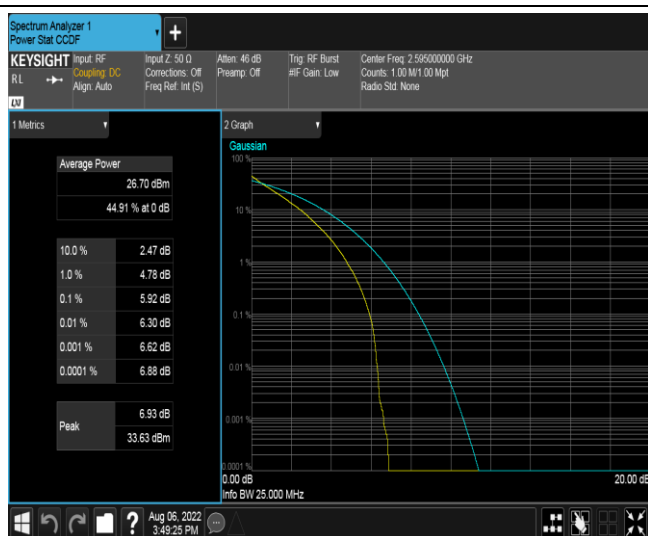 Spectrum Analyzer 1
Power Stat CCDF
+
KEYSIGHT Input: RF Input Z: 50 Ω Atten: 46 dB Trig: RF Burst Center Freq: 2.595000000 GHz
RL Coupling: DC Corrections: Off Preamp: Off #IF Gain: Low Counts: 1.00 M/1.00 Mpt
Align: Auto Freq Ref: Int (S) Radio Std: None
LXI
1 Metrics
2 Graph
Average Power
26.70 dBm
44.91 % at 0 dB
10.0 % 2.47 dB
1.0 % 4.78 dB
0.1 % 5.92 dB
0.01 % 6.30 dB
0.001 % 6.62 dB
0.0001 % 6.88 dB
Peak 6.93 dB
33.63 dBm
Gaussian
100 %
10 %
1 %
0.1 %
0.01 %
0.001 %
0.0001 %
0.00 dB 20.00 dB
Info BW 25.000 MHz
? Aug 06, 2022
3:49:25 PM